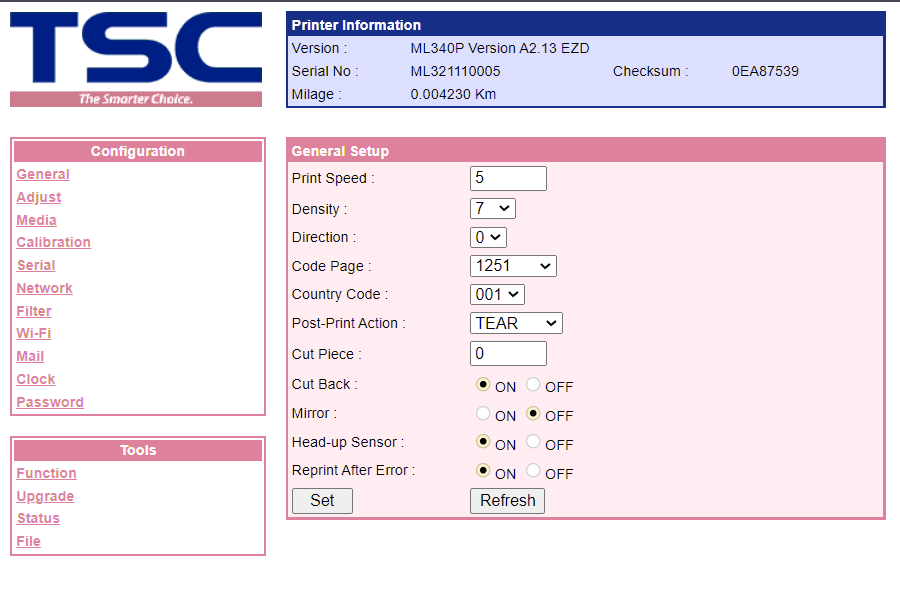 TSC
The Smarter Choice.
Printer Information
Version : ML340P Version A2.13 EZD
Serial No : ML321110005 Checksum : 0EA87539
Milage : 0.004230 Km
Configuration
General
Adjust
Media
Calibration
Serial
Network
Filter
Wi-Fi
Mail
Clock
Password
Tools
Function
Upgrade
Status
File
General Setup
Print Speed : 5
Density : 7
Direction : 0
Code Page : 1251
Country Code : 001
Post-Print Action : TEAR
Cut Piece : 0
Cut Back : ON OFF
Mirror : ON OFF
Head-up Sensor : ON OFF
Reprint After Error : ON OFF
Set Refresh